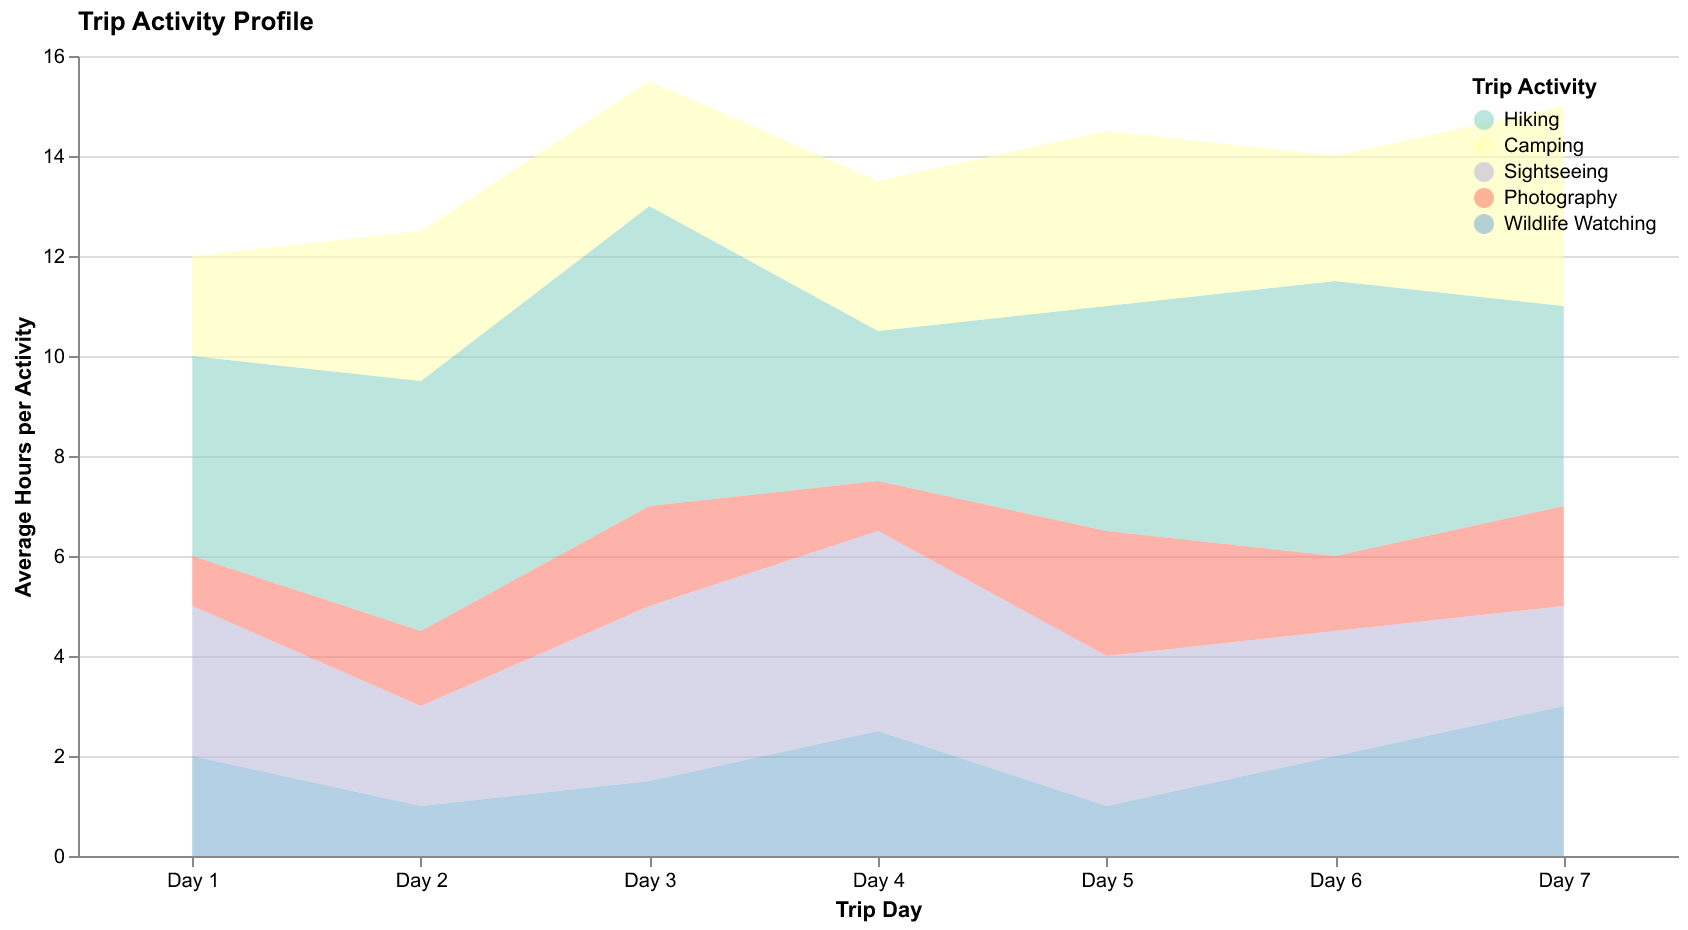 Trip Activity Profile
16
14
12
10
8
6
4
2
0
Average Hours per Activity
Trip Activity
Hiking
Camping
Sightseeing
Photography
Wildlife Watching
Day 1
Day 2
Day 3
Day 4
Day 5
Day 6
Day 7
Trip Day